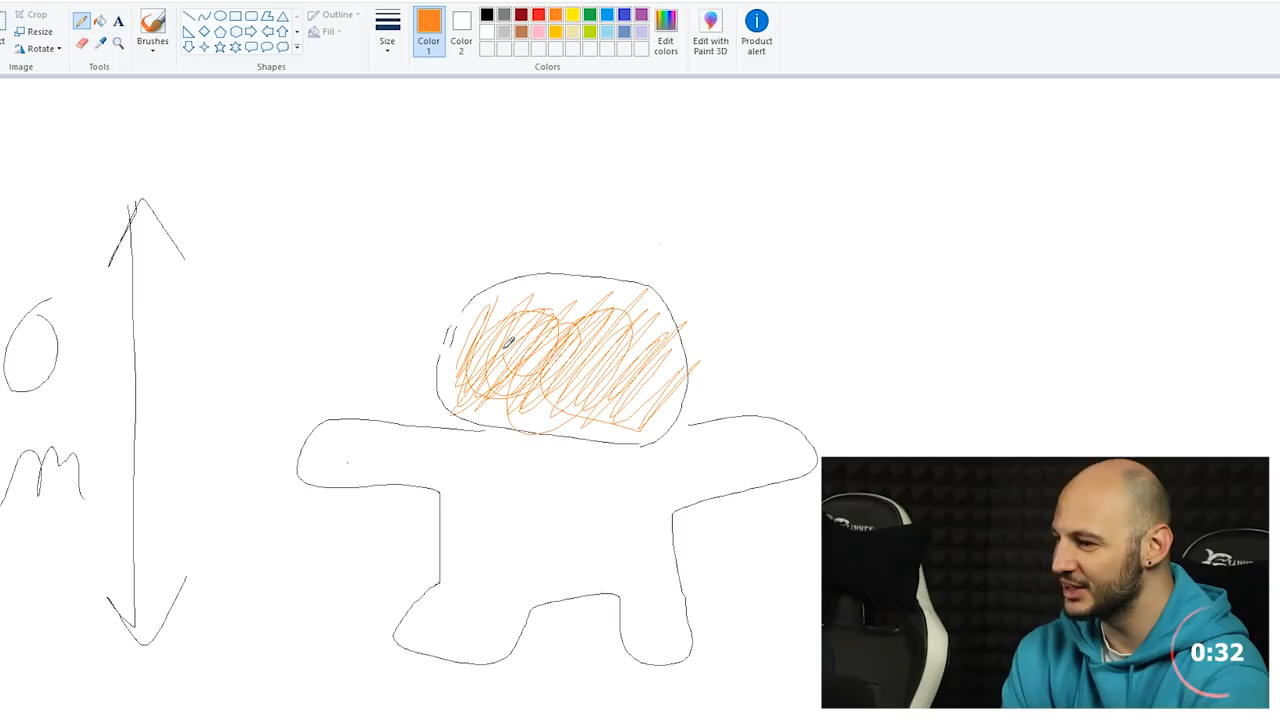 Crop
Resize
Rotate
Image
A
Tools
Brushes
Outline
Fill
Shapes
Size
Color
1
Color
2
Edit
colors
Colors
Edit with
Paint 3D
Product
alert
0
m
0:32